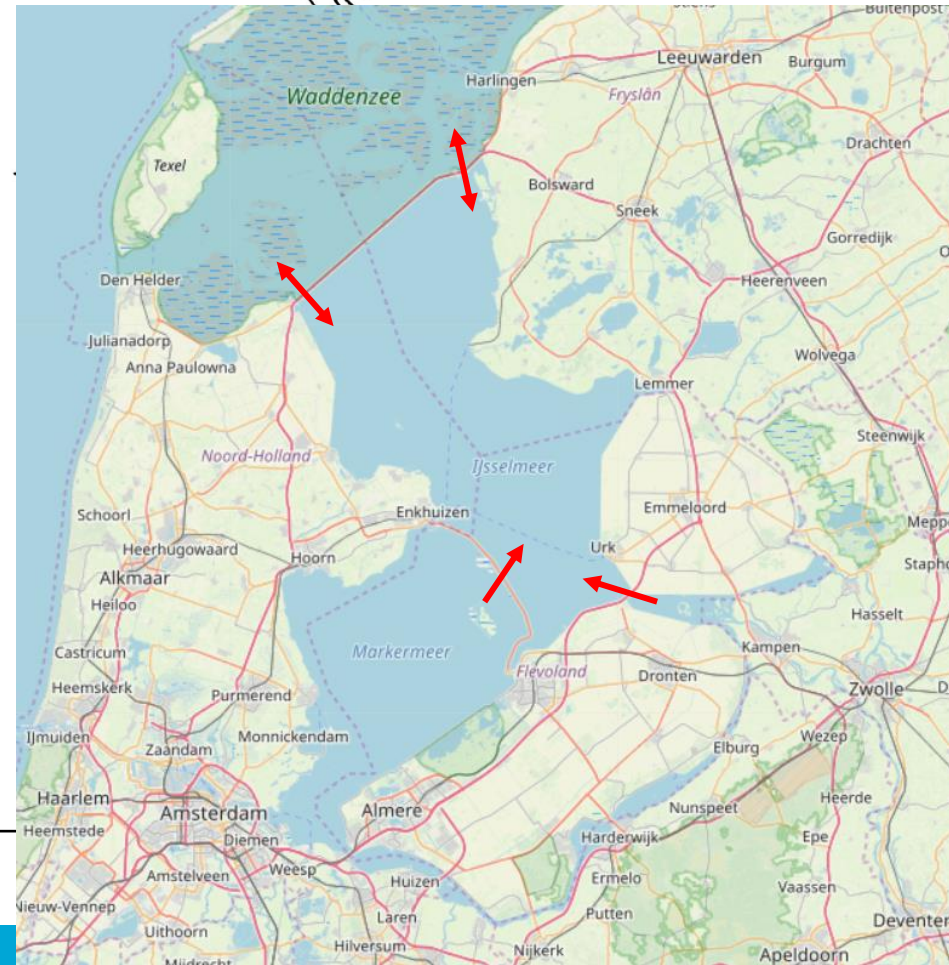 Buitenpost
Leeuwarden
Burgum
Harlingen
Waddenzee
Fryslân
Drachten
Texel
Bolsward
Sneek
Gorredijk
Den Helder
Heerenveen
Julianadorp
Anna Paulowna
Wolvega
Lemmer
Steenwijk
Noord-Holland
IJsselmeer
Schoorl
Enkhuizen
Emmeloord
Mepp
Heerhugowaard
Hoorn
Urk
Staph
Alkmaar
Heiloo
Hasselt
Castricum
Markermeer
Kampen
Flevoland
Dronten
Heemskerk
Purmerend
Zwolle
D
IJmuiden
Zaandam
Monnickendam
Elburg
Wezep
Haarlem
Amsterdam
Almere
Nunspeet
Heerde
Heemstede
Diemen
Harderwijk
Epe
Amstelveen
Weesp
Huizen
Ermelo
Vaassen
Nieuw-Vennep
Laren
Putten
Deventer
Uithoorn
Hilversum
Nijkerk
Apeldoorn
Mijdrecht